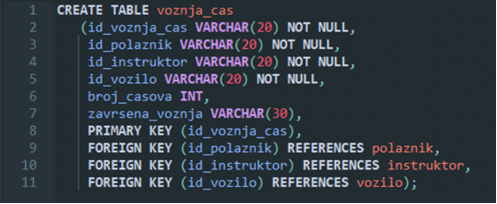 1 CREATE TABLE voznja_cas
2 (id_voznja_cas VARCHAR(20) NOT NULL,
3 id_polaznik VARCHAR(20) NOT NULL,
4 id_instruktor VARCHAR(20) NOT NULL,
5 id_vozilo VARCHAR(20) NOT NULL,
6 broj_casova INT,
7 zavrsena_voznja VARCHAR(30),
8 PRIMARY KEY (id_voznja_cas),
9 FOREIGN KEY (id_polaznik) REFERENCES polaznik,
10 FOREIGN KEY (id_instruktor) REFERENCES instruktor,
11 FOREIGN KEY (id_vozilo) REFERENCES vozilo);